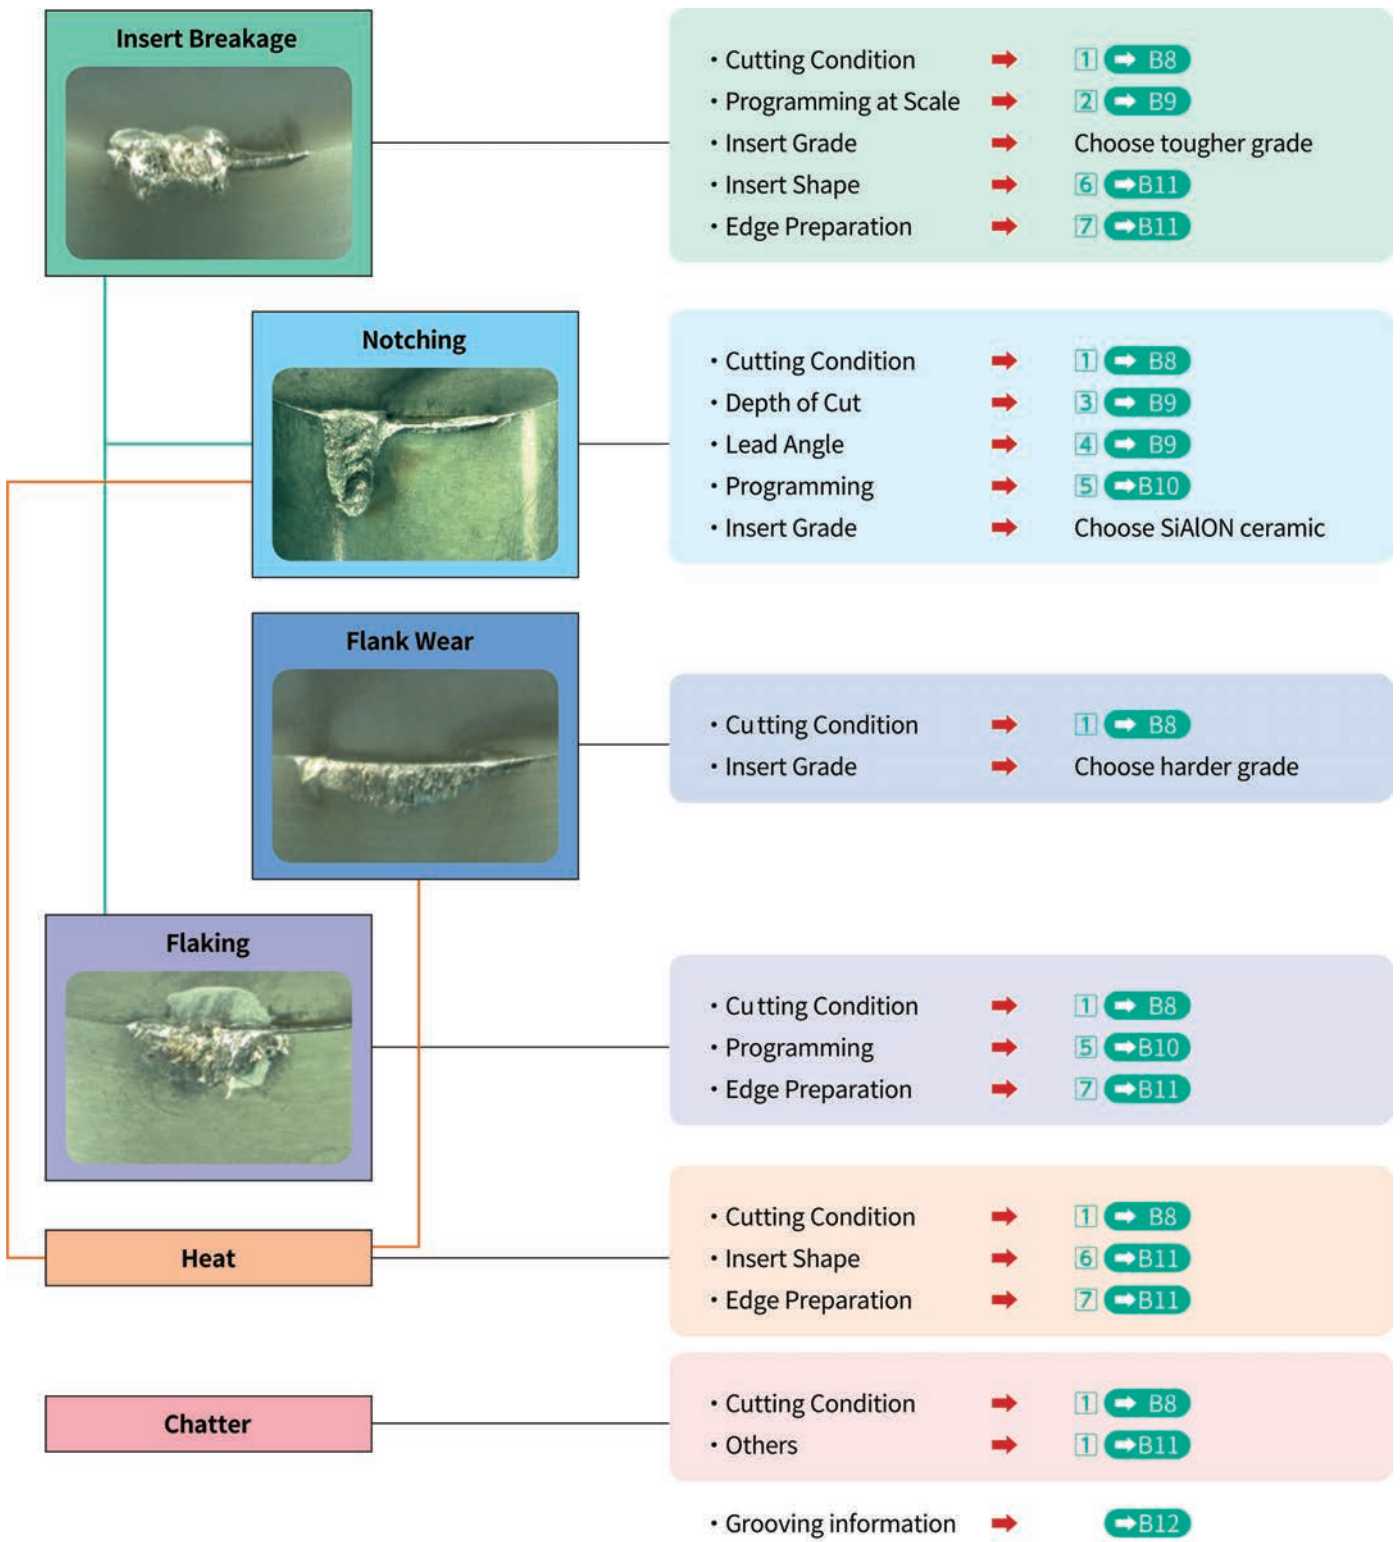 Insert Breakage
· Cutting Condition ➡ 1 ➡ B8
· Programming at Scale ➡ 2 ➡ B9
· Insert Grade ➡ Choose tougher grade
· Insert Shape ➡ 6 ➡B11
· Edge Preparation ➡ 7 ➡B11
Notching
· Cutting Condition ➡ 1 ➡ B8
· Depth of Cut ➡ 3 ➡ B9
· Lead Angle ➡ 4 ➡ B9
· Programming ➡ 5 ➡B10
· Insert Grade ➡ Choose SiAlON ceramic
Flank Wear
· Cutting Condition ➡ 1 ➡ B8
· Insert Grade ➡ Choose harder grade
Flaking
· Cutting Condition ➡ 1 ➡ B8
· Programming ➡ 5 ➡B10
· Edge Preparation ➡ 7 ➡B11
Heat
· Cutting Condition ➡ 1 ➡ B8
· Insert Shape ➡ 6 ➡B11
· Edge Preparation ➡ 7 ➡B11
Chatter
· Cutting Condition ➡ 1 ➡ B8
· Others ➡ 1 ➡B11
· Grooving information ➡ ➡B12